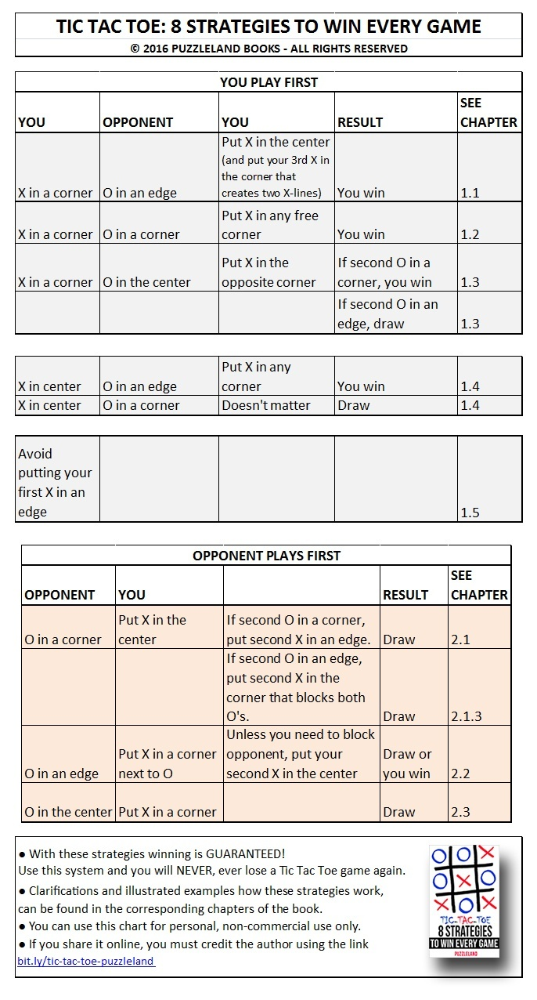 TIC TAC TOE: 8 STRATEGIES TO WIN EVERY GAME
© 2016 PUZZLELAND BOOKS - ALL RIGHTS RESERVED
YOU PLAY FIRST
YOU
OPPONENT
YOU
RESULT
SEE
CHAPTER
X in a corner
O in an edge
Put X in the center
(and put your 3rd X in
the corner that
creates two X-lines)
You win
1.1
X in a corner
O in a corner
Put X in any free
corner
You win
1.2
X in a corner
O in the center
Put X in the
opposite corner
If second O in a
corner, you win
1.3
If second O in an
edge, draw
1.3
X in center
O in an edge
Put X in any
corner
You win
1.4
X in center
O in a corner
Doesn't matter
Draw
1.4
Avoid
putting your
first X in an
edge
1.5
OPPONENT PLAYS FIRST
OPPONENT
YOU
RESULT
SEE
CHAPTER
O in a corner
Put X in the
center
If second O in a corner,
put second X in an edge.
Draw
2.1
If second O in an edge,
put second X in the
corner that blocks both
O's.
Draw
2.1.3
O in an edge
Put X in a corner
next to O
Unless you need to block
opponent, put your
second X in the center
Draw or
you win
2.2
O in the center
Put X in a corner
Draw
2.3
● With these strategies winning is GUARANTEED!
Use this system and you will NEVER, ever lose a Tic Tac Toe game again.
● Clarifications and illustrated examples how these strategies work,
can be found in the corresponding chapters of the book.
● You can use this chart for personal, non-commercial use only.
● If you share it online, you must credit the author using the link
bit.ly/tic-tac-toe-puzzleland
O O X
O X O
X O X
TIC-TAC-TOE
8 STRATEGIES
TO WIN EVERY GAME
PUZZLELAND